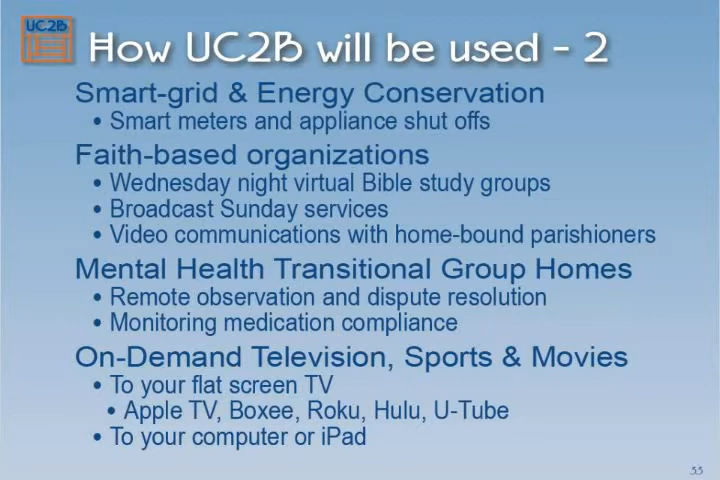 UC2B
How UC2B will be used - 2
Smart-grid & Energy Conservation
• Smart meters and appliance shut offs
Faith-based organizations
• Wednesday night virtual Bible study groups
• Broadcast Sunday services
• Video communications with home-bound parishioners
Mental Health Transitional Group Homes
• Remote observation and dispute resolution
• Monitoring medication compliance
On-Demand Television, Sports & Movies
• To your flat screen TV
• Apple TV, Boxee, Roku, Hulu, U-Tube
• To your computer or iPad
33